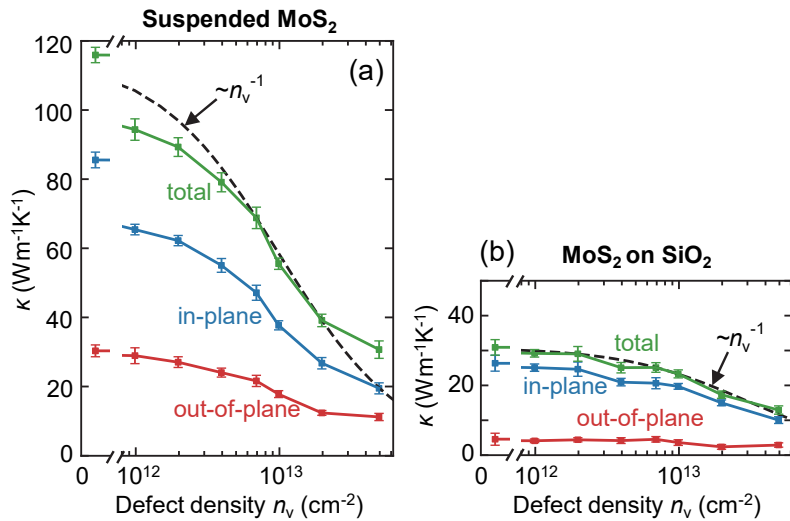 Suspended MoS₂
120
100
80
60
40
20
0
κ (Wm⁻¹K⁻¹)
(a)
~nᵥ⁻¹
total
in-plane
out-of-plane
0
10¹²
10¹³
Defect density nᵥ (cm⁻²)
(b)
MoS₂ on SiO₂
40
20
0
κ (Wm⁻¹K⁻¹)
total
~nᵥ⁻¹
in-plane
out-of-plane
0
10¹²
10¹³
Defect density nᵥ (cm⁻²)